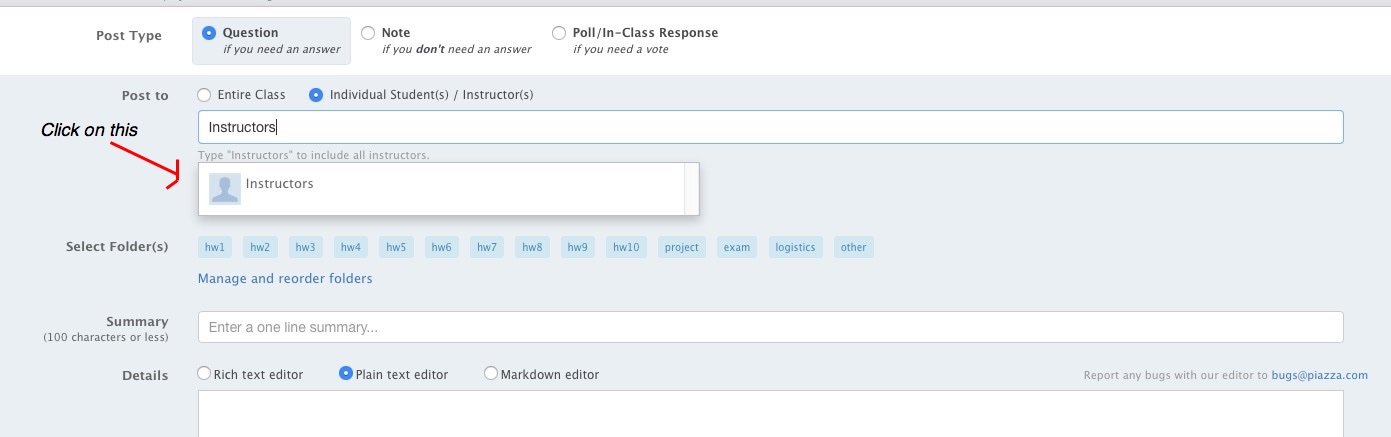 Post Type
Question
if you need an answer
Note
if you don't need an answer
Poll/In-Class Response
if you need a vote
Post to
Entire Class
Individual Student(s) / Instructor(s)
Click on this
Instructors
Type "Instructors" to include all instructors.
Instructors
Select Folder(s)
hw1 hw2 hw3 hw4 hw5 hw6 hw7 hw8 hw9 hw10 project exam logistics other
Manage and reorder folders
Summary
(100 characters or less)
Enter a one line summary...
Details
Rich text editor
Plain text editor
Markdown editor
Report any bugs with our editor to bugs@piazza.com